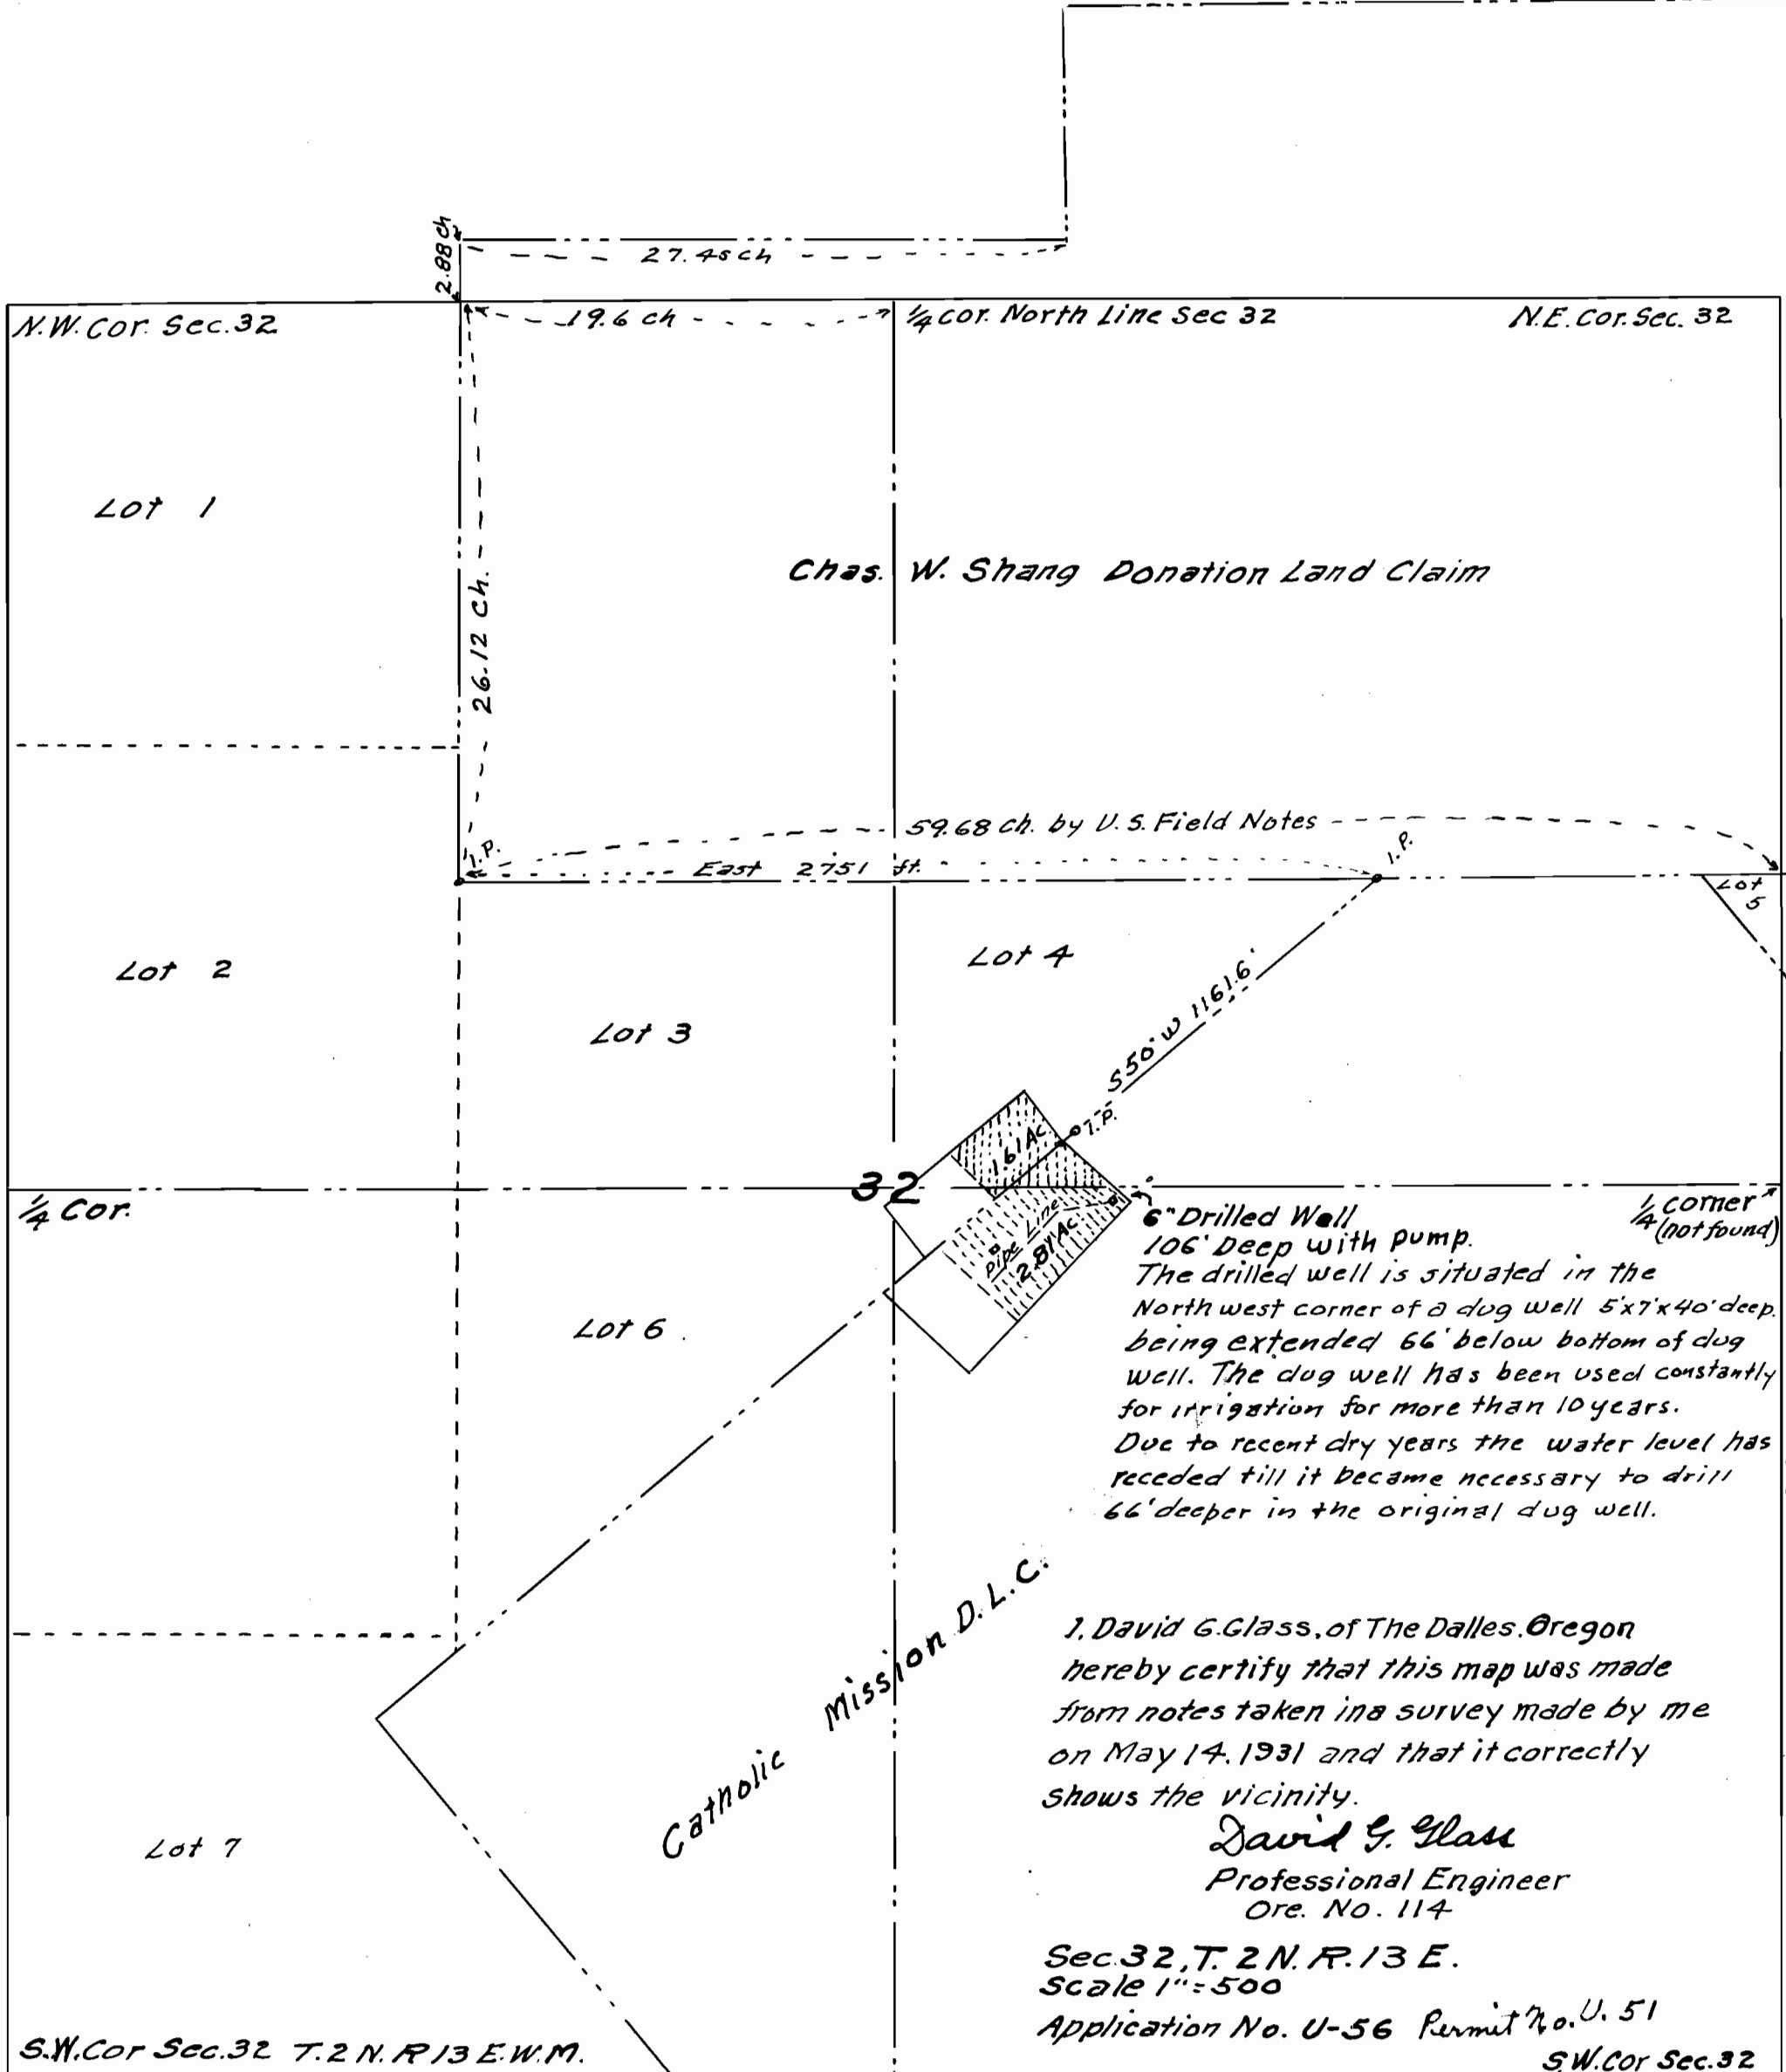 2.88 ch
27.45 ch
N.W. Cor. Sec. 32
19.6 ch
1/4 cor. North Line Sec 32
N.E. Cor. Sec. 32
Lot 1
Chas. W. Shang Donation Land Claim
26.12 Ch.
59.68 ch. by U.S. Field Notes
I.P.
East 2751 ft.
I.P.
Lot 5
Lot 2
Lot 4
Lot 3
S50°W 1161.6'
I.P.
1.61 Ac.
32
1/4 Cor.
1/4 corner
(not found)
Pipe Line
2.81 Ac
6" Drilled Well
106' Deep with pump.
The drilled well is situated in the
North west corner of a dug well 5'x7'x40' deep.
being extended 66' below bottom of dug
well. The dug well has been used constantly
for irrigation for more than 10 years.
Due to recent dry years the water level has
receded till it became necessary to drill
66' deeper in the original dug well.
Lot 6
Catholic Mission D.L.C.
I, David G. Glass, of The Dalles. Oregon
hereby certify that this map was made
from notes taken in a survey made by me
on May 14, 1931 and that it correctly
shows the vicinity.
David G. Glass
Professional Engineer
Ore. No. 114
Lot 7
Sec. 32, T. 2 N. R. 13 E.
Scale 1" = 500
Application No. U-56 Permit No. U. 51
S.W. Cor Sec. 32 T. 2 N. R 13 E. W. M.
S.W. Cor Sec. 32